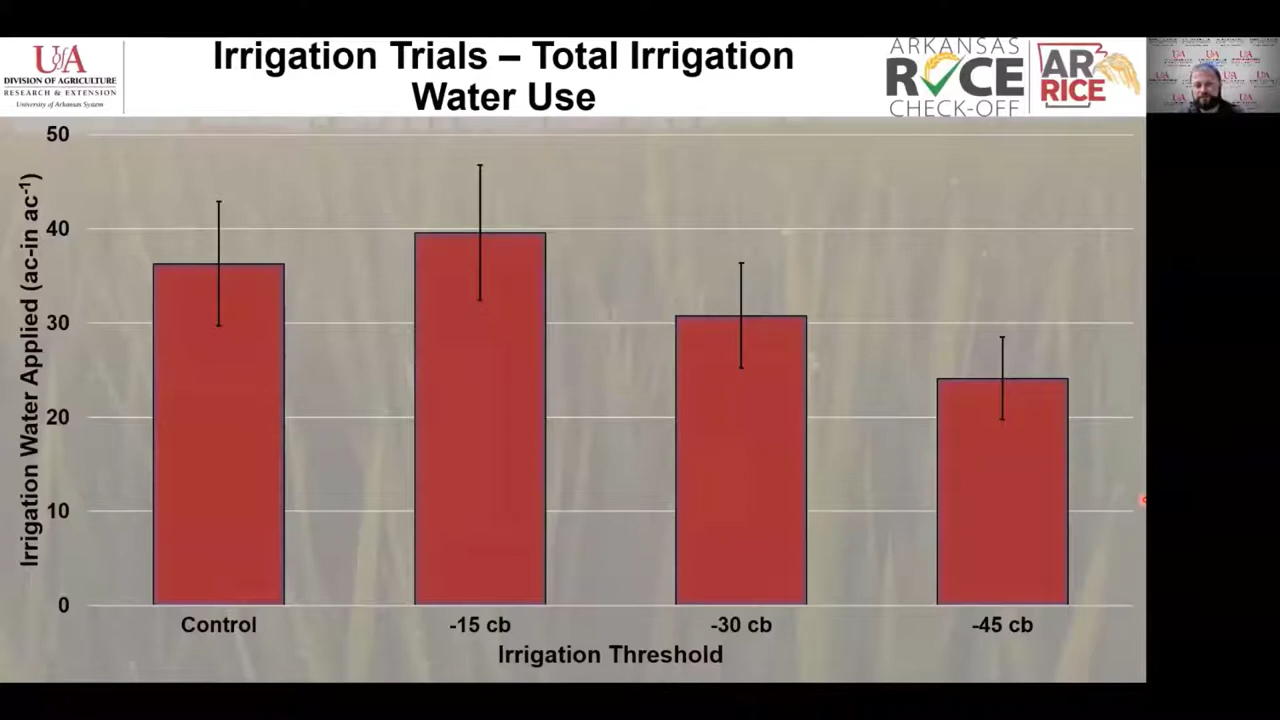 UofA
DIVISION OF AGRICULTURE
RESEARCH & EXTENSION
University of Arkansas System
Irrigation Trials – Total Irrigation
Water Use
ARKANSAS
RICE
CHECK-OFF
AR
RICE
Irrigation Water Applied (ac-in ac⁻¹)
50
40
30
20
10
0
Control
-15 cb
-30 cb
-45 cb
Irrigation Threshold